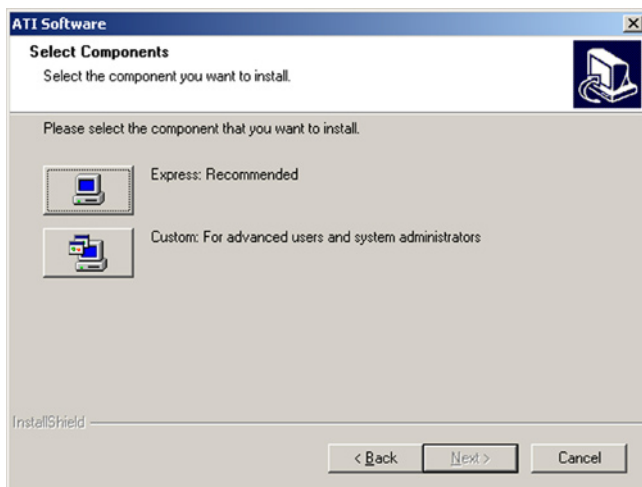 ATI Software
Select Components
Select the component you want to install.
Please select the component that you want to install.
Express: Recommended
Custom: For advanced users and system administrators
InstallShield
< Back
Next >
Cancel